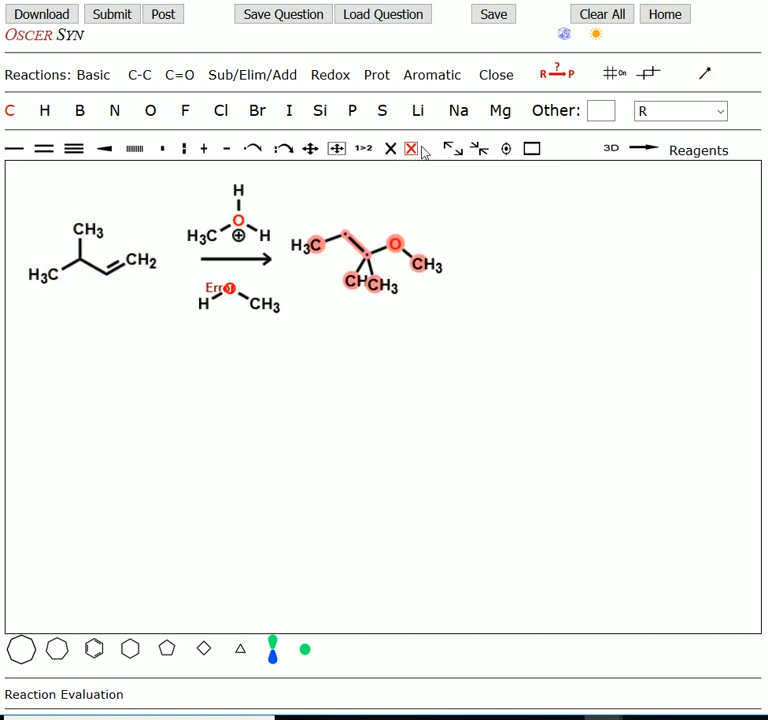 Download Submit Post Save Question Load Question Save Clear All Home
OSCER SYN
Reactions: Basic C-C C=O Sub/Elim/Add Redox Prot Aromatic Close R ? P On
C H B N O F Cl Br I Si P S Li Na Mg Other: R
+ - 1>2 X X 3D Reagents
H
CH3 H3C O H H3C O
H3C CH2 CH3
CH CH3
Error O
H CH3
Reaction Evaluation